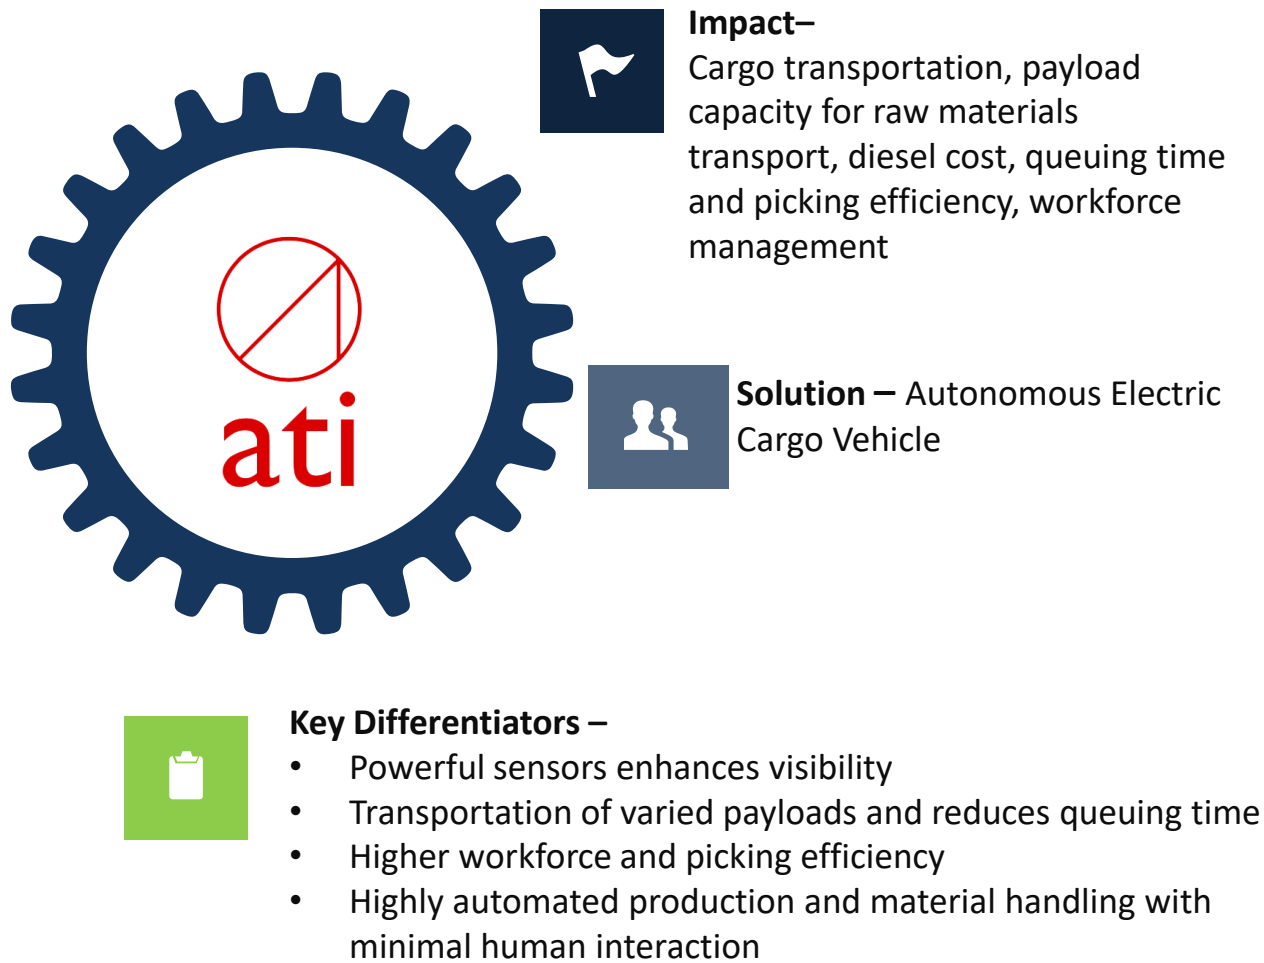 Impact–
Cargo transportation, payload
capacity for raw materials
transport, diesel cost, queuing time
and picking efficiency, workforce
management
ati
Solution – Autonomous Electric
Cargo Vehicle
Key Differentiators –
• Powerful sensors enhances visibility
• Transportation of varied payloads and reduces queuing time
• Higher workforce and picking efficiency
• Highly automated production and material handling with
minimal human interaction